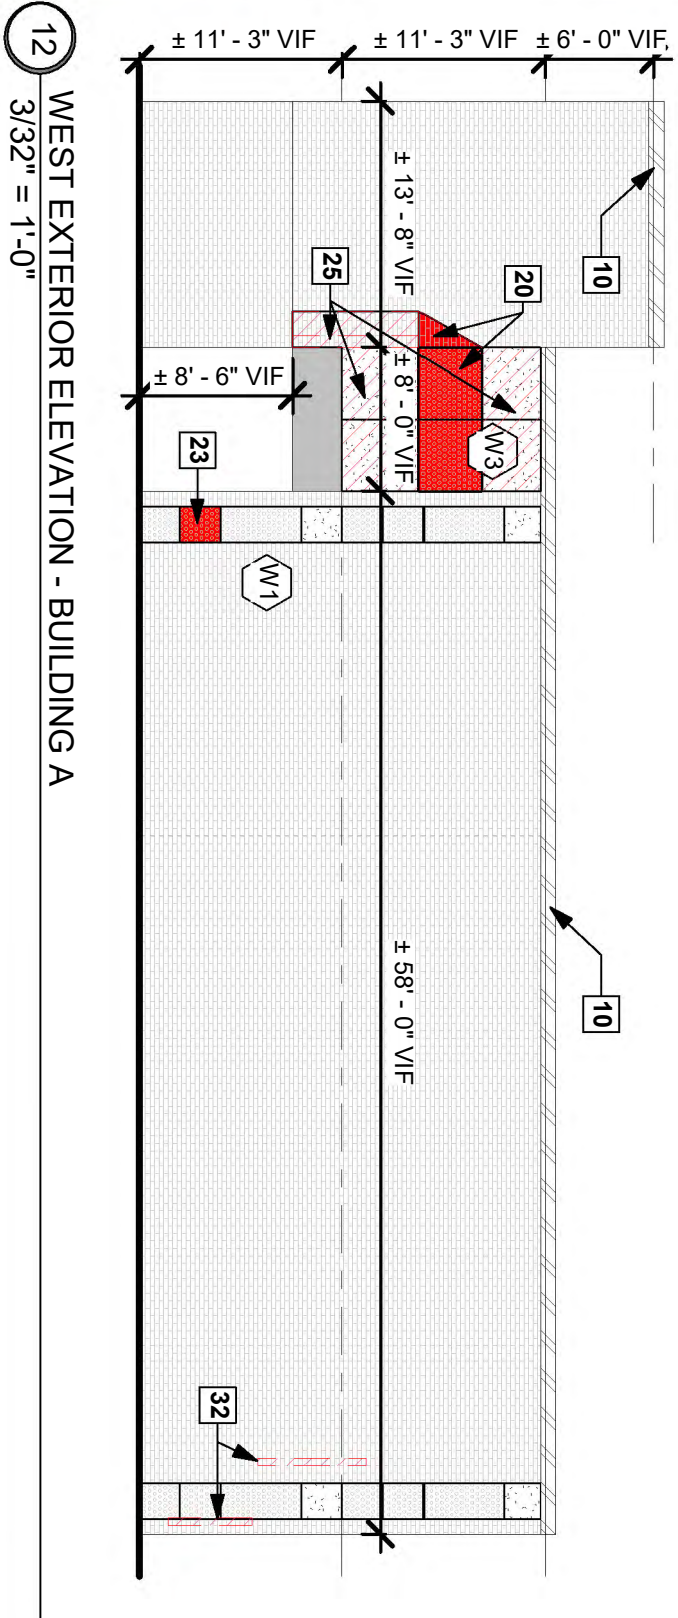 ± 11' - 3" VIF
± 11' - 3" VIF
± 6' - 0" VIF
± 13' - 8" VIF
10
25
20
± 8' - 6" VIF
± 8' - 0" VIF
W3
23
W1
± 58' - 0" VIF
10
32
12
WEST EXTERIOR ELEVATION - BUILDING A
3/32" = 1'-0"